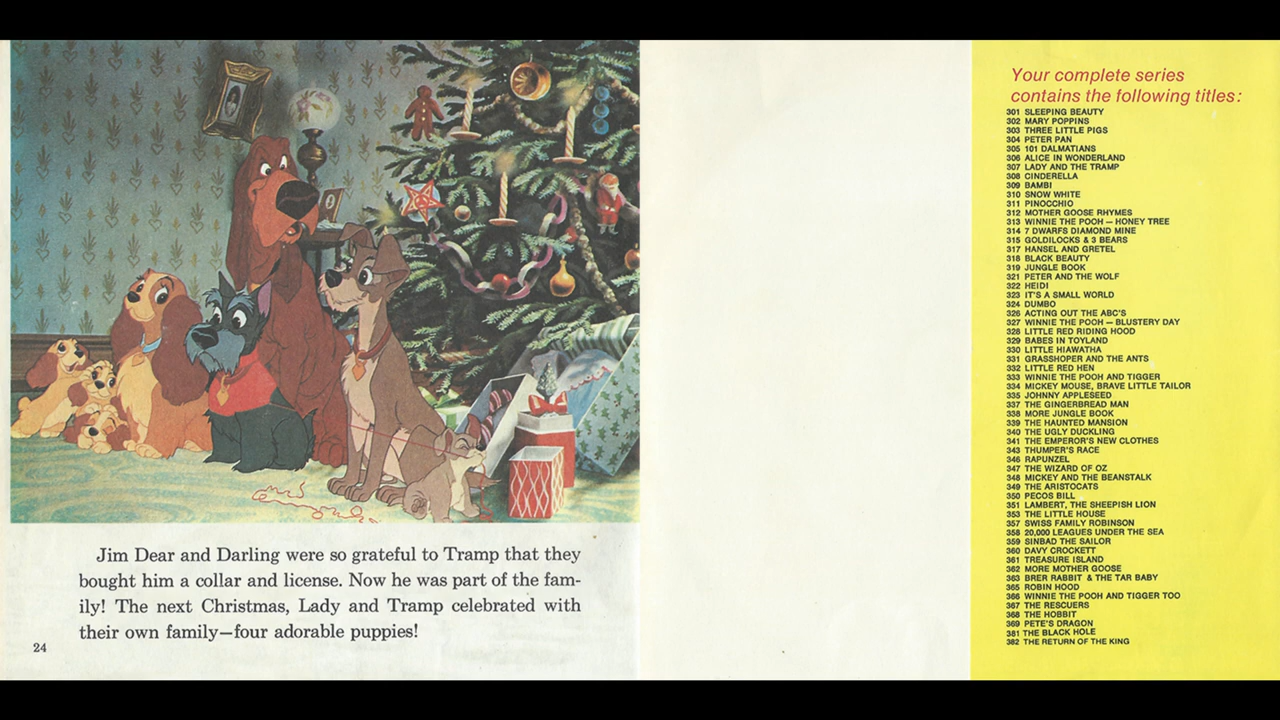 Jim Dear and Darling were so grateful to Tramp that they
bought him a collar and license. Now he was part of the fam-
ily! The next Christmas, Lady and Tramp celebrated with
their own family—four adorable puppies!
24
Your complete series
contains the following titles:
301 SLEEPING BEAUTY
302 MARY POPPINS
303 THREE LITTLE PIGS
304 PETER PAN
305 101 DALMATIANS
306 ALICE IN WONDERLAND
307 LADY AND THE TRAMP
308 CINDERELLA
309 BAMBI
310 SNOW WHITE
311 PINOCCHIO
312 MOTHER GOOSE RHYMES
313 WINNIE THE POOH — HONEY TREE
314 7 DWARFS DIAMOND MINE
315 GOLDILOCKS & 3 BEARS
317 HANSEL AND GRETEL
318 BLACK BEAUTY
319 JUNGLE BOOK
321 PETER AND THE WOLF
322 HEIDI
323 IT'S A SMALL WORLD
324 DUMBO
326 ACTING OUT THE ABC'S
327 WINNIE THE POOH — BLUSTERY DAY
328 LITTLE RED RIDING HOOD
329 BABES IN TOYLAND
330 LITTLE HIAWATHA
331 GRASSHOPER AND THE ANTS
332 LITTLE RED HEN
333 WINNIE THE POOH AND TIGGER
334 MICKEY MOUSE, BRAVE LITTLE TAILOR
335 JOHNNY APPLESEED
337 THE GINGERBREAD MAN
338 MORE JUNGLE BOOK
339 THE HAUNTED MANSION
340 THE UGLY DUCKLING
341 THE EMPEROR'S NEW CLOTHES
343 THUMPER'S RACE
346 RAPUNZEL
347 THE WIZARD OF OZ
348 MICKEY AND THE BEANSTALK
349 THE ARISTOCATS
350 PECOS BILL
351 LAMBERT, THE SHEEPISH LION
353 THE LITTLE HOUSE
357 SWISS FAMILY ROBINSON
358 20,000 LEAGUES UNDER THE SEA
359 SINBAD THE SAILOR
360 DAVY CROCKETT
361 TREASURE ISLAND
362 MORE MOTHER GOOSE
363 BRER RABBIT & THE TAR BABY
365 ROBIN HOOD
366 WINNIE THE POOH AND TIGGER TOO
367 THE RESCUERS
368 THE HOBBIT
369 PETE'S DRAGON
381 THE BLACK HOLE
382 THE RETURN OF THE KING